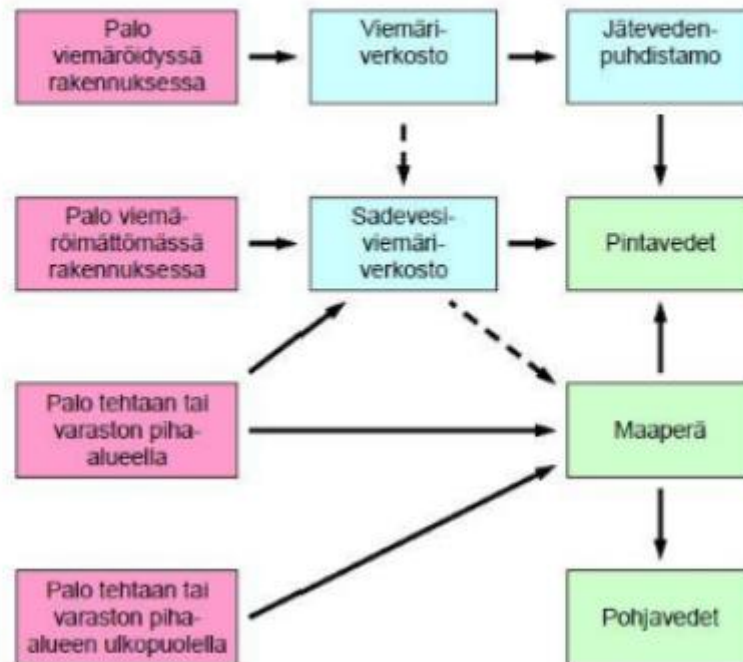 Palo
viemäröidyssä
rakennuksessa
Viemäri-
verkosto
Jäteveden-
puhdistamo
Palo viemä-
röimättömässä
rakennuksessa
Sadevesi-
viemäri-
verkosto
Pintavedet
Palo tehtaan tai
varaston piha-
alueella
Maaperä
Palo tehtaan tai
varaston piha-
alueen ulkopuolella
Pohjavedet